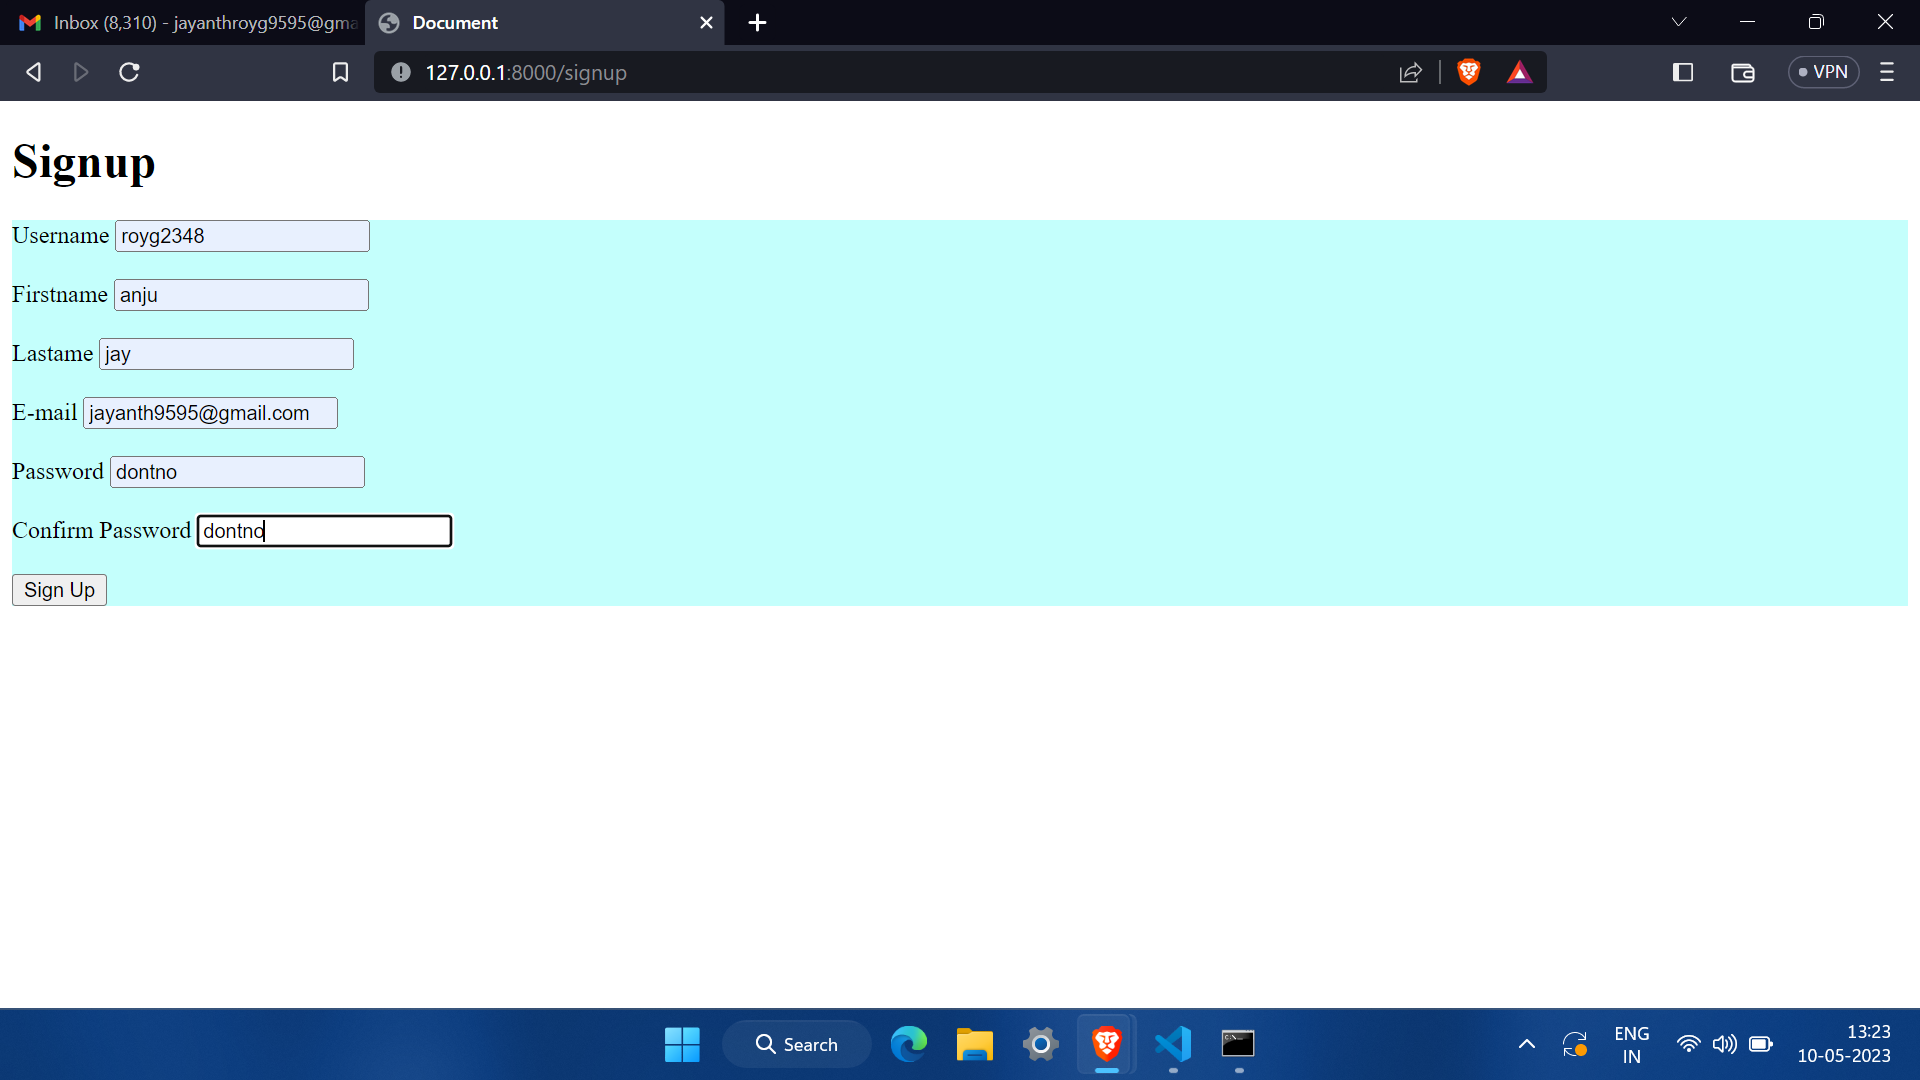 Inbox (8,310) - jayanthroyg9595@gma
Document
127.0.0.1:8000/signup
VPN
Signup
Username royg2348
Firstname anju
Lastame jay
E-mail jayanth9595@gmail.com
Password dontno
Confirm Password dontno
Sign Up
Search
ENG
IN
13:23
10-05-2023